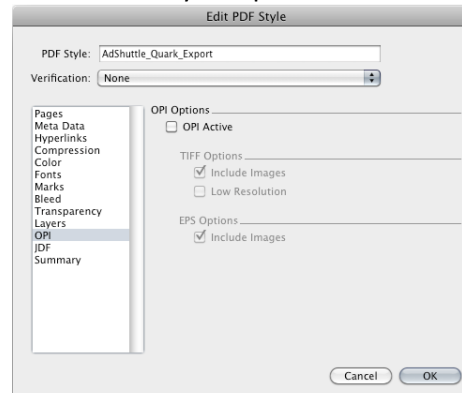 Edit PDF Style
PDF Style: AdShuttle_Quark_Export
Verification: None
Pages
Meta Data
Hyperlinks
Compression
Color
Fonts
Marks
Bleed
Transparency
Layers
OPI
JDF
Summary
OPI Options
OPI Active
TIFF Options
Include Images
Low Resolution
EPS Options
Include Images
Cancel OK